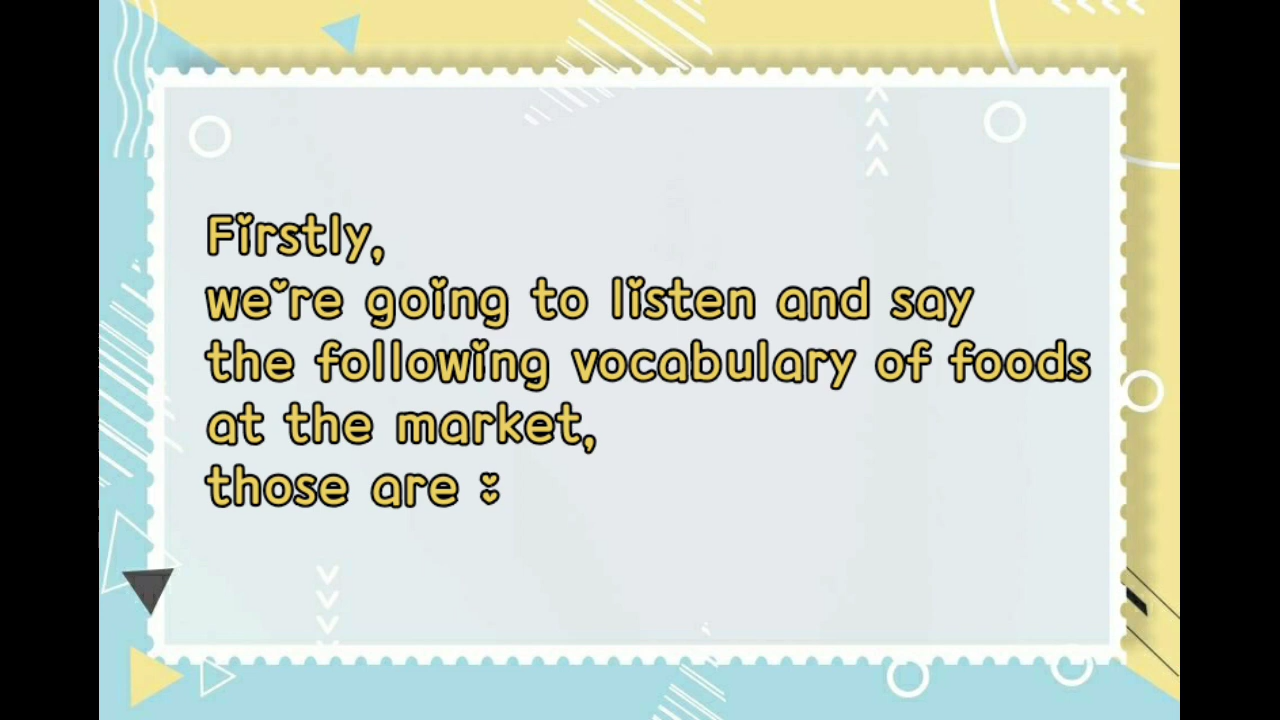 Firstly,
we're going to listen and say
the following vocabulary of foods
at the market,
those are :